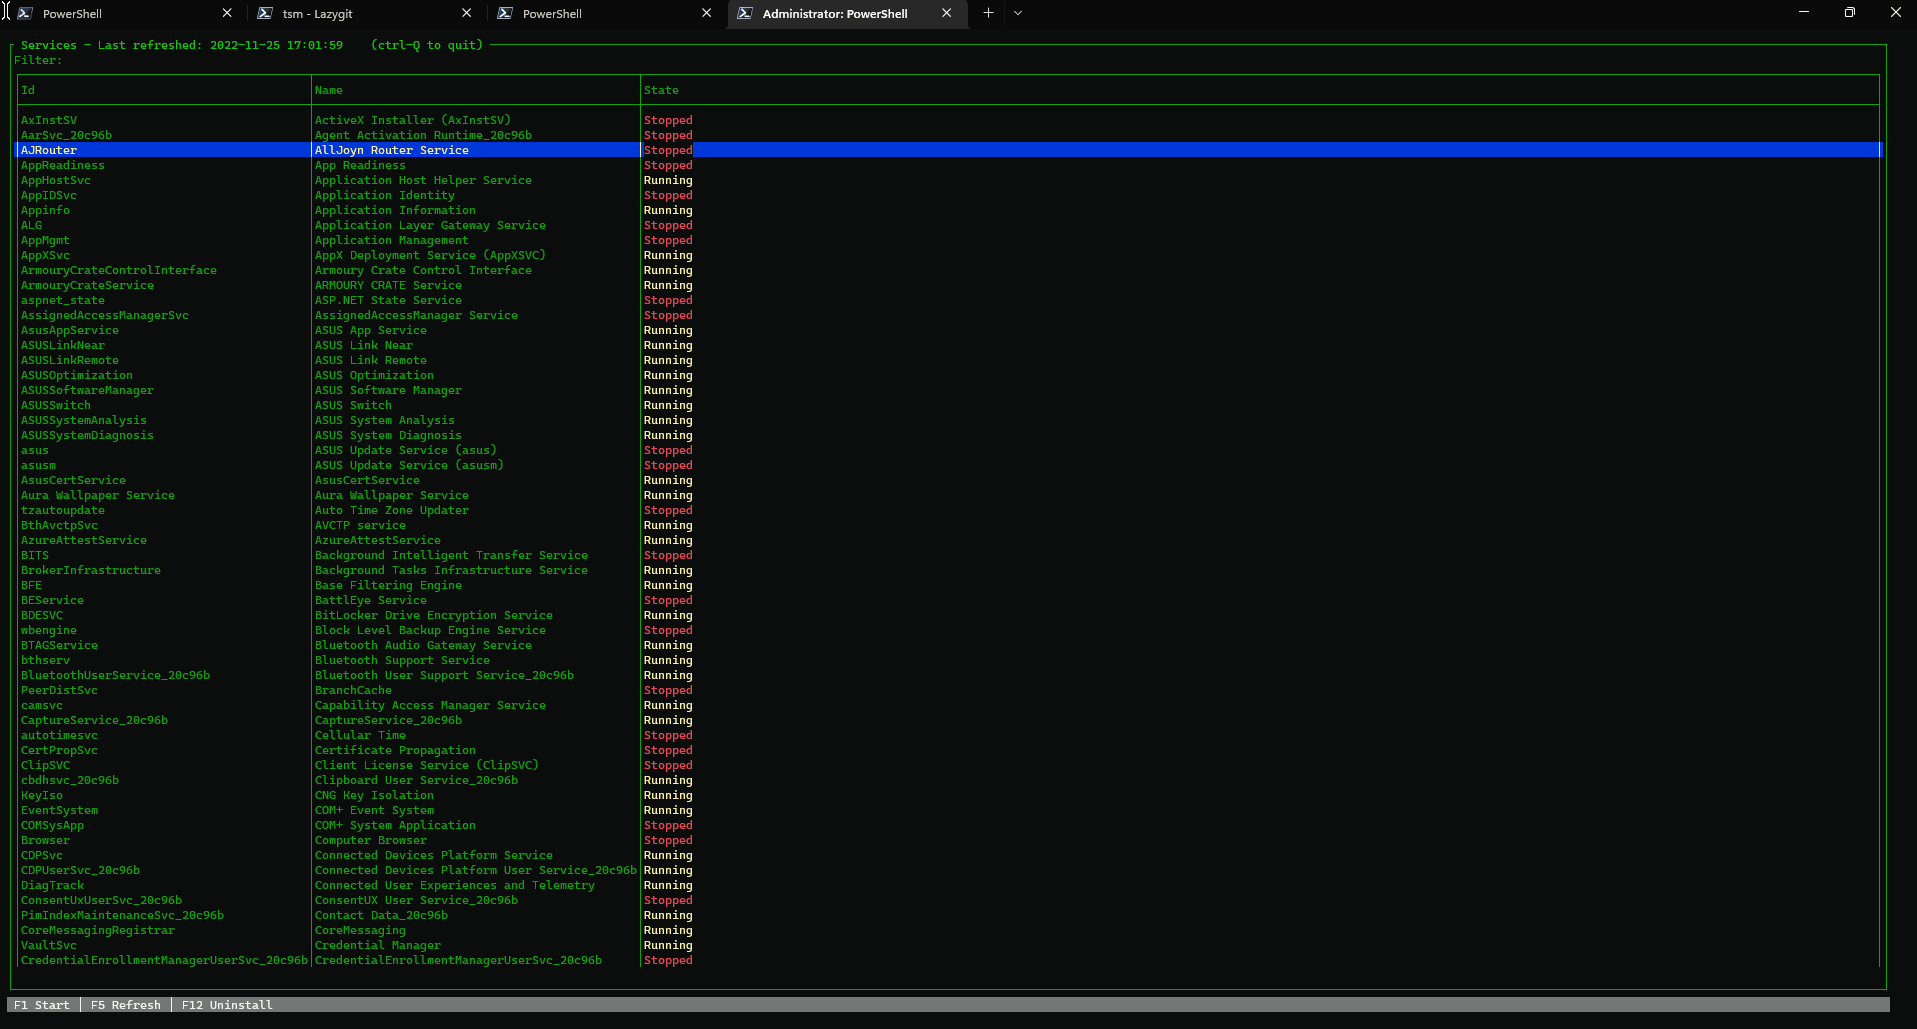 PowerShell tsm - Lazygit PowerShell Administrator: PowerShell
Services - Last refreshed: 2022-11-25 17:01:59 (ctrl-Q to quit)
Filter:
Id Name State
AxInstSV ActiveX Installer (AxInstSV) Stopped
AarSvc_20c96b Agent Activation Runtime_20c96b Stopped
AJRouter AllJoyn Router Service Stopped
AppReadiness App Readiness Stopped
AppHostSvc Application Host Helper Service Running
AppIDSvc Application Identity Stopped
Appinfo Application Information Running
ALG Application Layer Gateway Service Stopped
AppMgmt Application Management Stopped
AppXSvc AppX Deployment Service (AppXSVC) Running
ArmouryCrateControlInterface Armoury Crate Control Interface Running
ArmouryCrateService ARMOURY CRATE Service Running
aspnet_state ASP.NET State Service Stopped
AssignedAccessManagerSvc AssignedAccessManager Service Stopped
AsusAppService ASUS App Service Running
ASUSLinkNear ASUS Link Near Running
ASUSLinkRemote ASUS Link Remote Running
ASUSOptimization ASUS Optimization Running
ASUSSoftwareManager ASUS Software Manager Running
ASUSSwitch ASUS Switch Running
ASUSSystemAnalysis ASUS System Analysis Running
ASUSSystemDiagnosis ASUS System Diagnosis Running
asus ASUS Update Service (asus) Stopped
asusm ASUS Update Service (asusm) Stopped
AsusCertService AsusCertService Running
Aura Wallpaper Service Aura Wallpaper Service Running
tzautoupdate Auto Time Zone Updater Stopped
BthAvctpSvc AVCTP service Running
AzureAttestService AzureAttestService Running
BITS Background Intelligent Transfer Service Stopped
BrokerInfrastructure Background Tasks Infrastructure Service Running
BFE Base Filtering Engine Running
BEService BattlEye Service Stopped
BDESVC BitLocker Drive Encryption Service Running
wbengine Block Level Backup Engine Service Stopped
BTAGService Bluetooth Audio Gateway Service Running
bthserv Bluetooth Support Service Running
BluetoothUserService_20c96b Bluetooth User Support Service_20c96b Running
PeerDistSvc BranchCache Stopped
camsvc Capability Access Manager Service Running
CaptureService_20c96b CaptureService_20c96b Running
autotimesvc Cellular Time Stopped
CertPropSvc Certificate Propagation Stopped
ClipSVC Client License Service (ClipSVC) Stopped
cbdhsvc_20c96b Clipboard User Service_20c96b Running
KeyIso CNG Key Isolation Running
EventSystem COM+ Event System Running
COMSysApp COM+ System Application Stopped
Browser Computer Browser Stopped
CDPSvc Connected Devices Platform Service Running
CDPUserSvc_20c96b Connected Devices Platform User Service_20c96b Running
DiagTrack Connected User Experiences and Telemetry Running
ConsentUxUserSvc_20c96b ConsentUX User Service_20c96b Stopped
PimIndexMaintenanceSvc_20c96b Contact Data_20c96b Running
CoreMessagingRegistrar CoreMessaging Running
VaultSvc Credential Manager Running
CredentialEnrollmentManagerUserSvc_20c96b CredentialEnrollmentManagerUserSvc_20c96b Stopped
F1 Start F5 Refresh F12 Uninstall